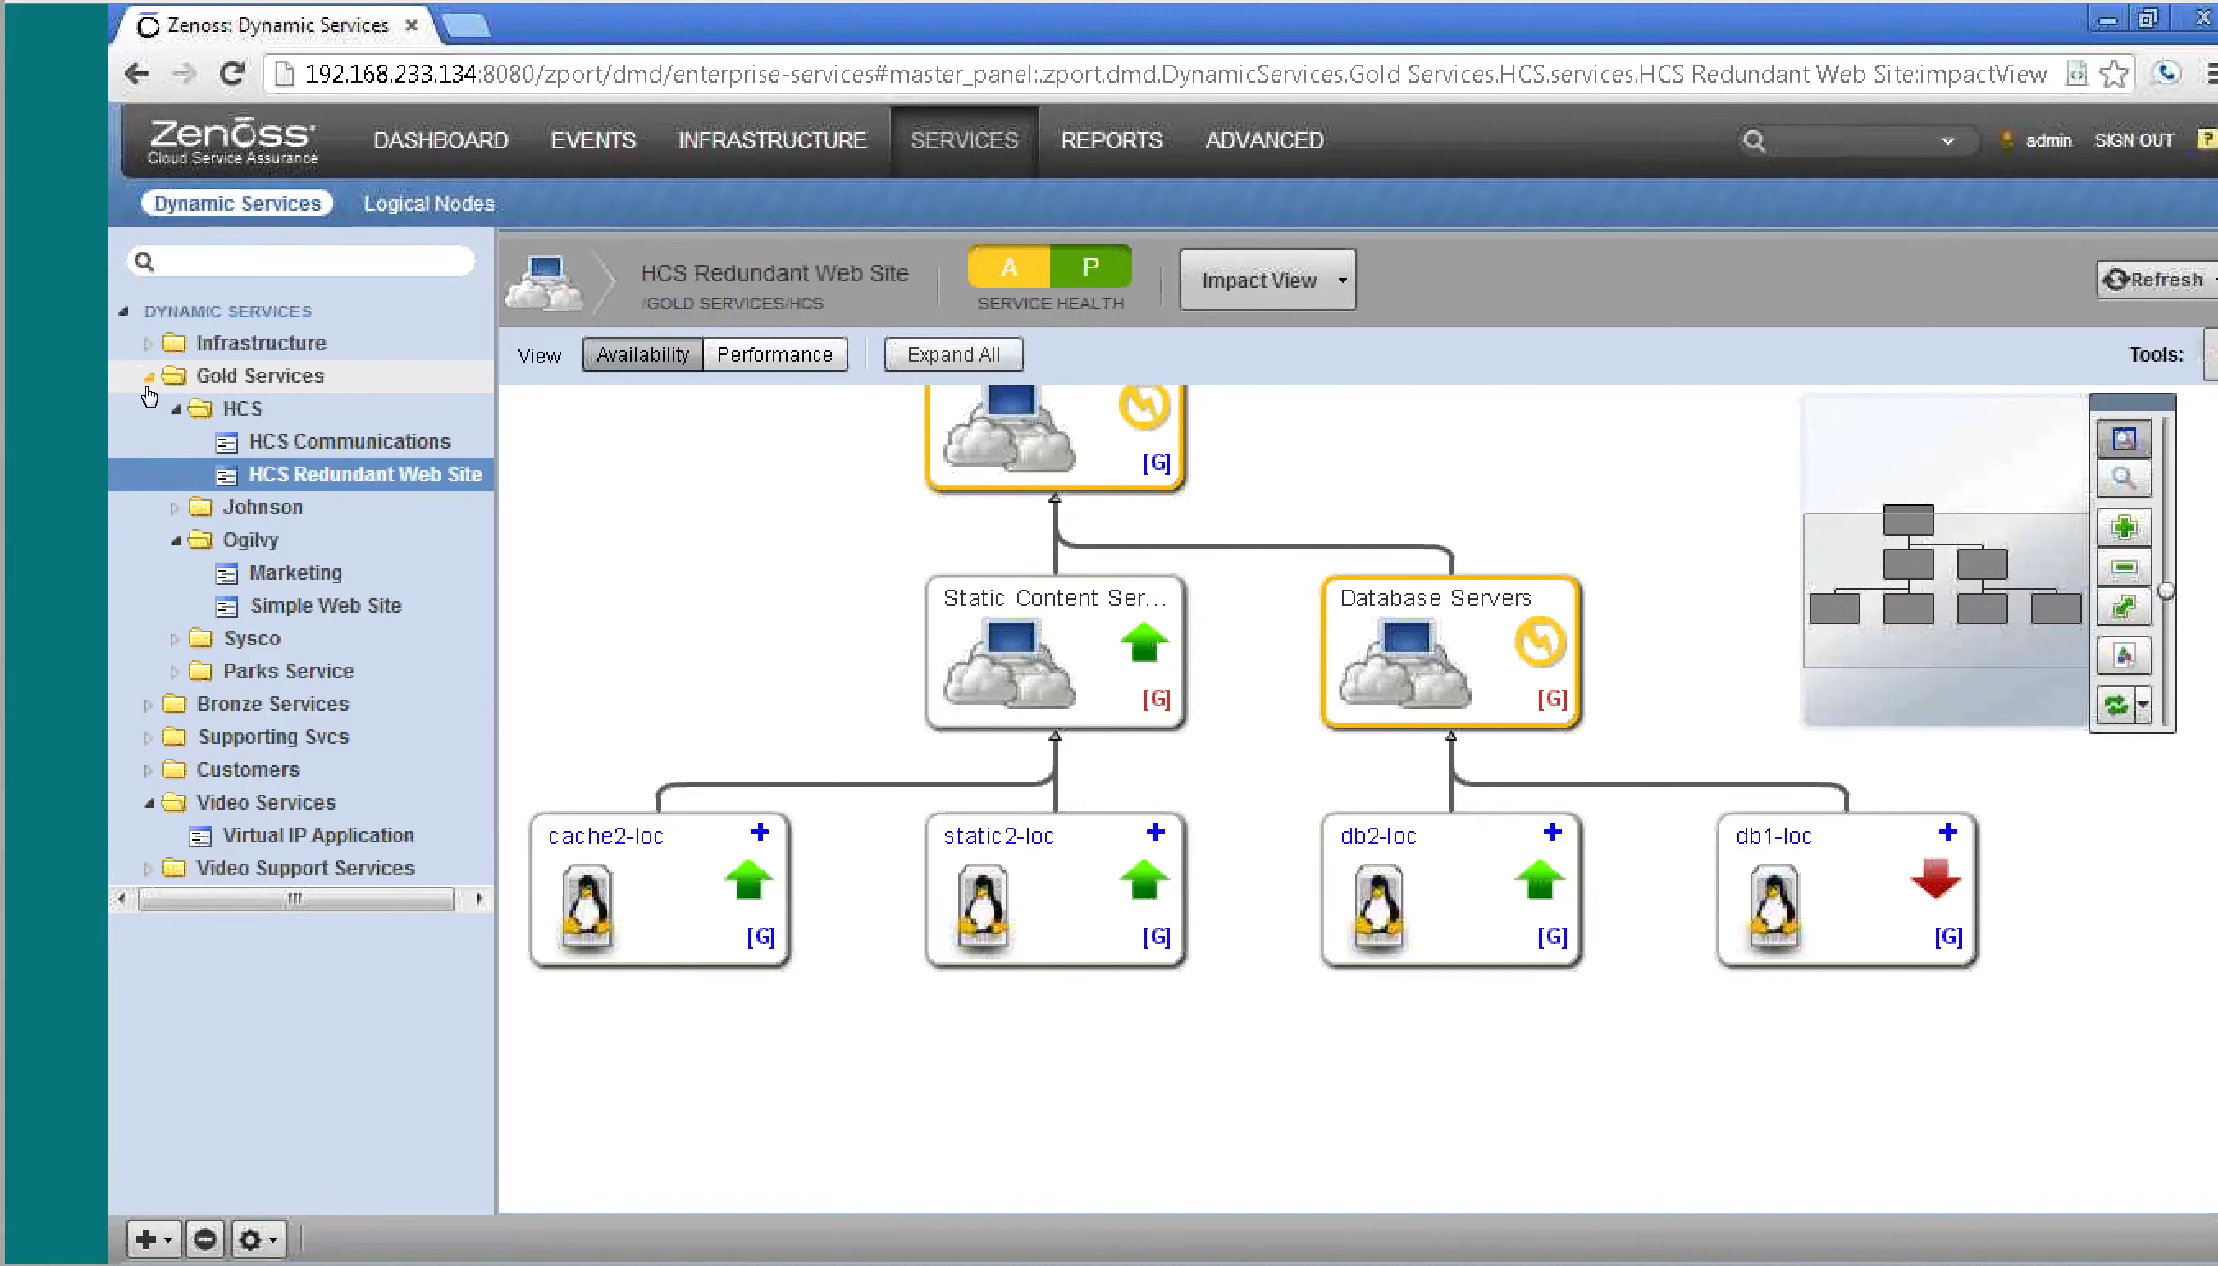 Zenoss: Dynamic Services
192.168.233.134:8080/zport/dmd/enterprise-services#master_panel:.zport.dmd.DynamicServices.Gold Services.HCS.services.HCS Redundant Web Site:impactView
Zenoss
Cloud Service Assurance
DASHBOARD EVENTS INFRASTRUCTURE SERVICES REPORTS ADVANCED admin SIGN OUT ?
Dynamic Services Logical Nodes
HCS Redundant Web Site
/GOLD SERVICES/HCS
A P
SERVICE HEALTH
Impact View
Refresh
View Availability Performance Expand All Tools:
DYNAMIC SERVICES
Infrastructure
Gold Services
HCS
HCS Communications
HCS Redundant Web Site
Johnson
Ogilvy
Marketing
Simple Web Site
Sysco
Parks Service
Bronze Services
Supporting Svcs
Customers
Video Services
Virtual IP Application
Video Support Services
[G]
Static Content Ser...
[G]
Database Servers
[G]
cache2-loc
[G]
static2-loc
[G]
db2-loc
[G]
db1-loc
[G]